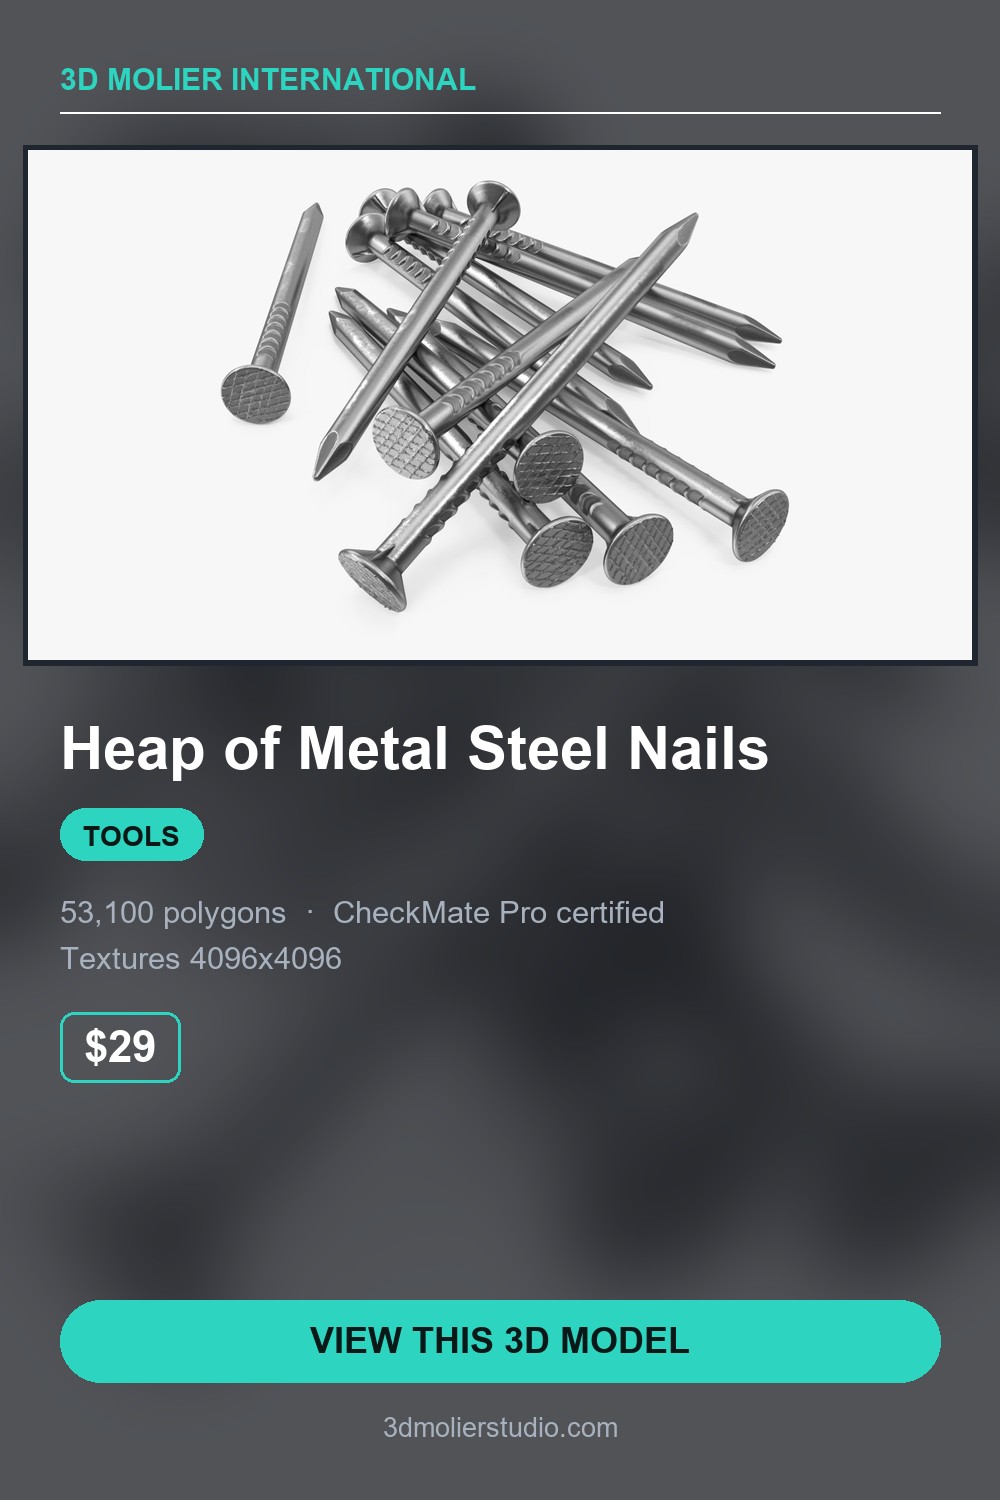 3D MOLIER INTERNATIONAL
Heap of Metal Steel Nails
TOOLS
53,100 polygons · CheckMate Pro certified
Textures 4096x4096
$29
VIEW THIS 3D MODEL
3dmolierstudio.com